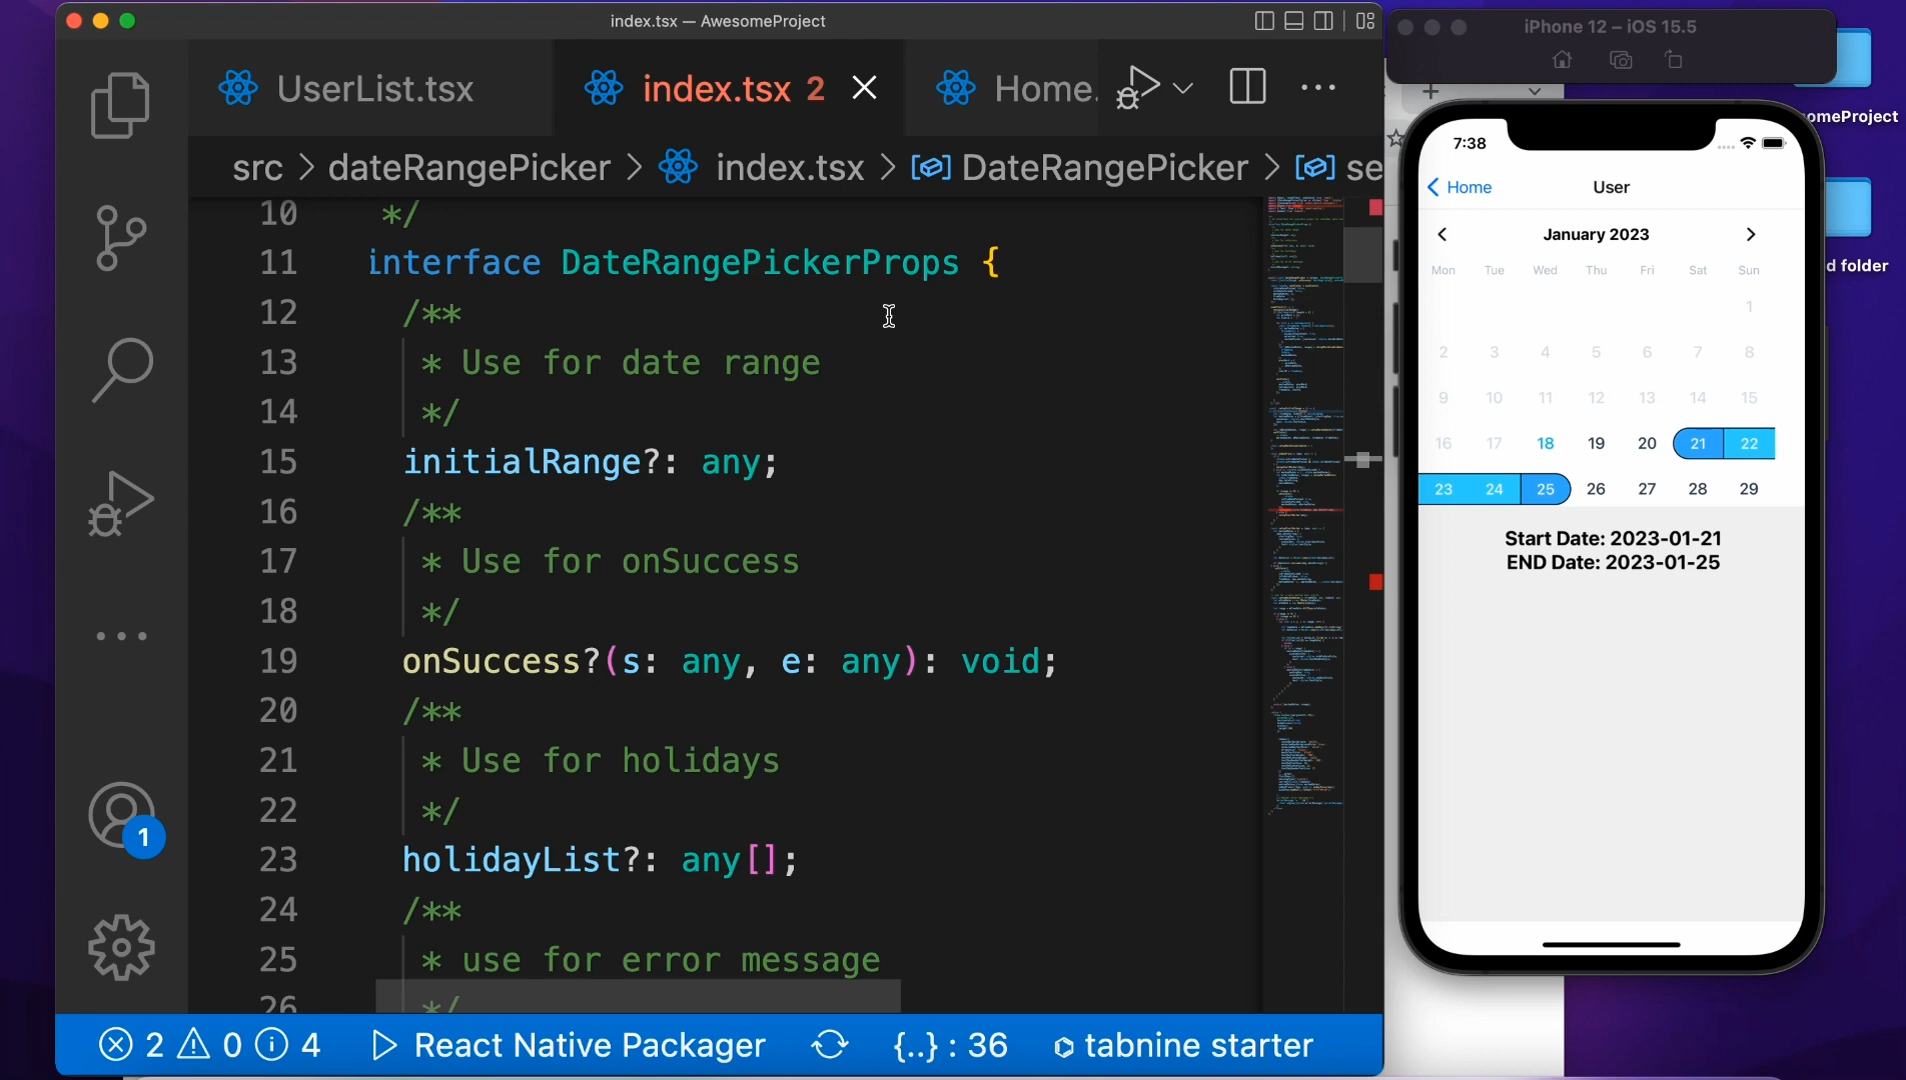 index.tsx — AwesomeProject
UserList.tsx
index.tsx 2
Home.
src > dateRangePicker > index.tsx > DateRangePicker > se
10 */
11 interface DateRangePickerProps {
12 /**
13 * Use for date range
14 */
15 initialRange?: any;
16 /**
17 * Use for onSuccess
18 */
19 onSuccess?(s: any, e: any): void;
20 /**
21 * Use for holidays
22 */
23 holidayList?: any[];
24 /**
25 * use for error message
26 */
1
2 0 4 React Native Packager {..} : 36 tabnine starter
iPhone 12 – iOS 15.5
omeProject
d folder
7:38
Home User
January 2023
Mon Tue Wed Thu Fri Sat Sun
1
2 3 4 5 6 7 8
9 10 11 12 13 14 15
16 17 18 19 20 21 22
23 24 25 26 27 28 29
Start Date: 2023-01-21
END Date: 2023-01-25